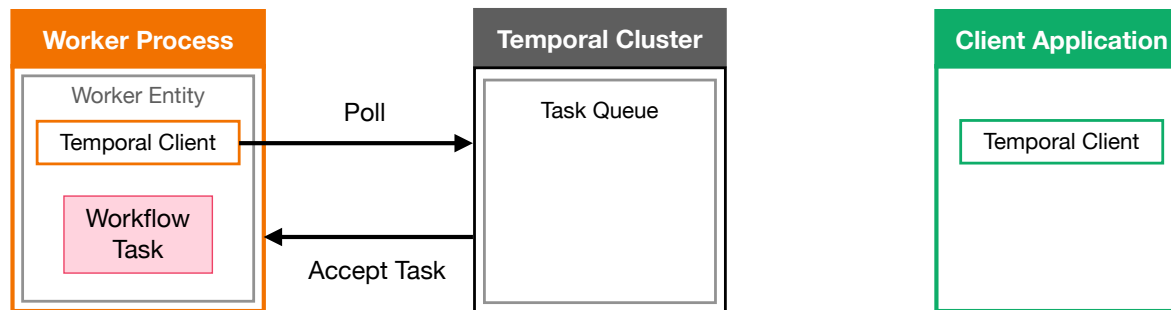 Worker Process
Worker Entity
Temporal Client
Workflow
Task
Poll
Accept Task
Temporal Cluster
Task Queue
Client Application
Temporal Client